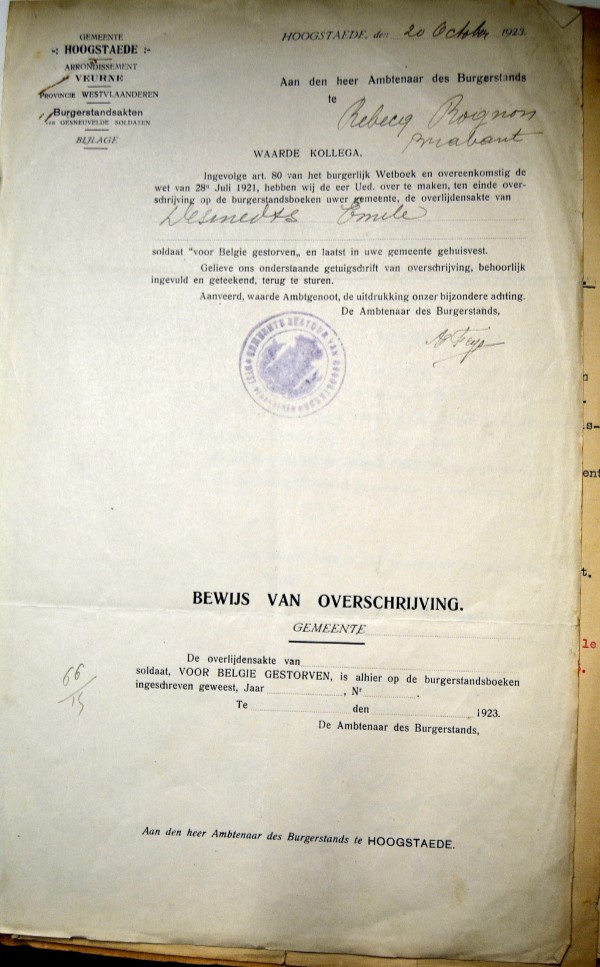 GEMEENTE
-: HOOGSTAEDE :-
ARRONDISSEMENT
VEURNE
PROVINCIE WESTVLAANDEREN
Burgerstandsakten
van GESNEUVELDE SOLDATEN
BIJLAGE
HOOGSTAEDE, den 20 October 1923.
Aan den heer Ambtenaar des Burgerstands
te
Rebecq Rognon
Brabant
WAARDE KOLLEGA,
Ingevolge art. 80 van het burgerlijk Wetboek en overeenkomstig de
wet van 28n Juli 1921, hebben wij de eer Ued. over te maken, ten einde over-
schrijving op de burgerstandsboeken uwer gemeente, de overlijdensakte van
Desmedts Emile
soldaat "voor Belgie gestorven„ en laatst in uwe gemeente gehuisvest.
Gelieve ons onderstaande getuigschrift van overschrijving, behoorlijk
ingevuld en geteekend, terug te sturen.
Aanveerd, waarde Ambtgenoot, de uitdrukking onzer bijzondere achting.
De Ambtenaar des Burgerstands,
BEWIJS VAN OVERSCHRIJVING.
GEMEENTE
De overlijdensakte van
soldaat, VOOR BELGIE GESTORVEN, is alhier op de burgerstandsboeken
ingeschreven geweest, Jaar , Nr .
Te den 1923.
De Ambtenaar des Burgerstands,
66
/15
Aan den heer Ambtenaar des Burgerstands te HOOGSTAEDE.